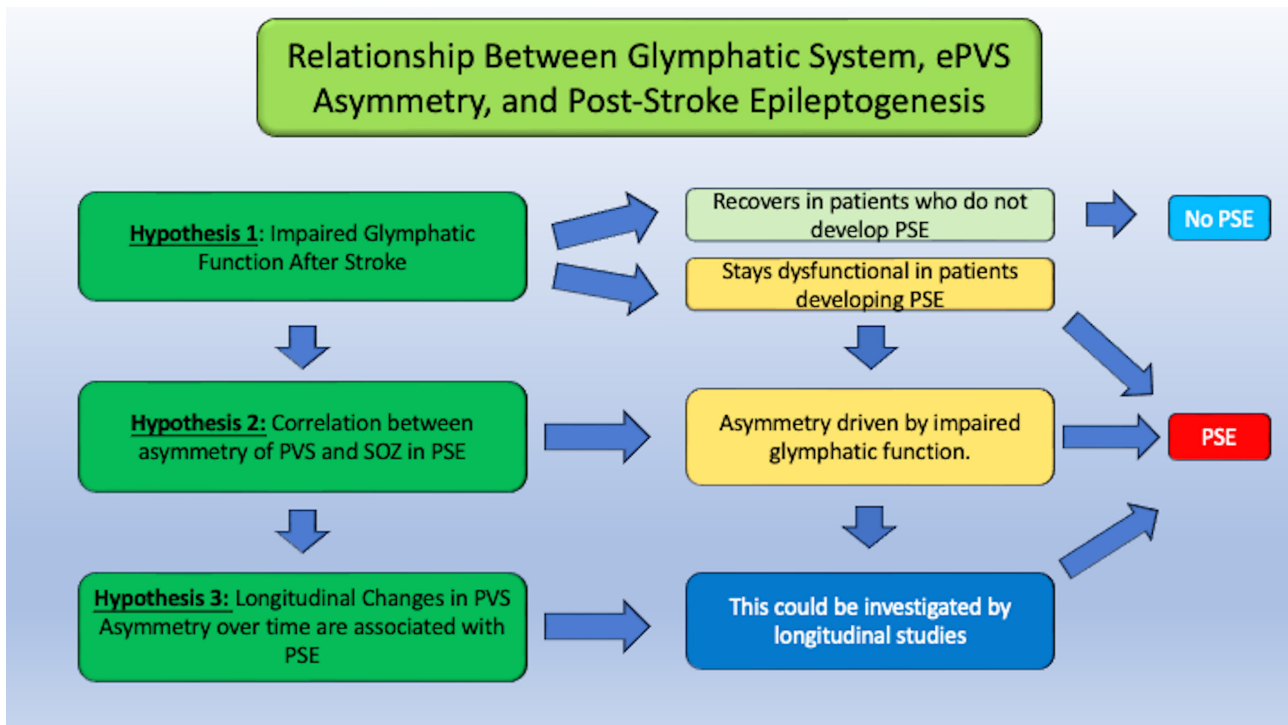 Relationship Between Glymphatic System, ePVS
Asymmetry, and Post-Stroke Epileptogenesis
Hypothesis 1: Impaired Glymphatic
Function After Stroke
Recovers in patients who do not
develop PSE
No PSE
Stays dysfunctional in patients
developing PSE
Hypothesis 2: Correlation between
asymmetry of PVS and SOZ in PSE
Asymmetry driven by impaired
glymphatic function.
PSE
Hypothesis 3: Longitudinal Changes in PVS
Asymmetry over time are associated with
PSE
This could be investigated by
longitudinal studies